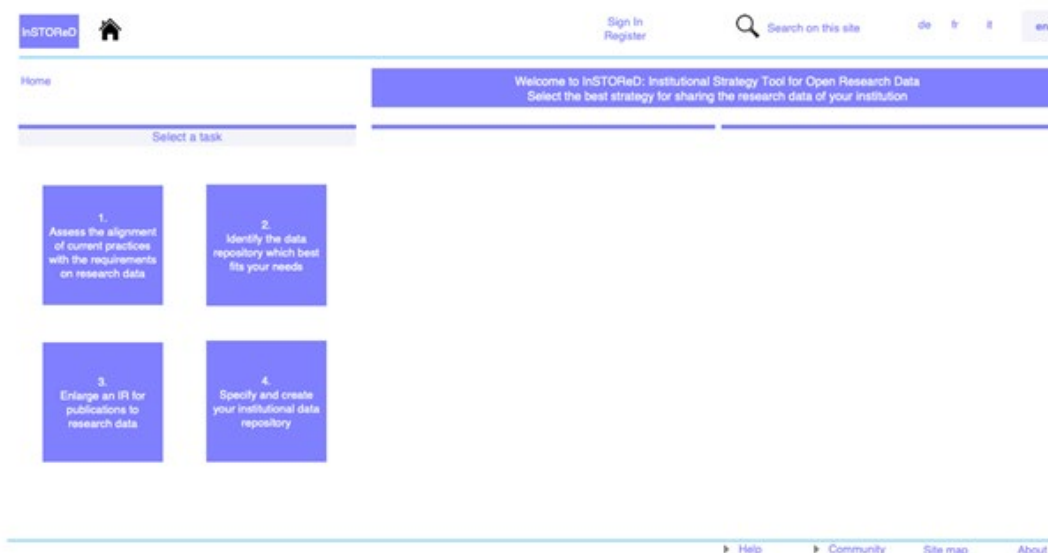 InSTOReD
Sign In
Register
Search on this site
de fr it en
Home
Welcome to InSTOReD: Institutional Strategy Tool for Open Research Data
Select the best strategy for sharing the research data of your institution
Select a task
1.
Assess the alignment
of current practices
with the requirements
on research data
2.
Identify the data
repository which best
fits your needs
3.
Enlarge an IR for
publications to
research data
4.
Specify and create
your institutional data
repository
Help
Community
Site map
About